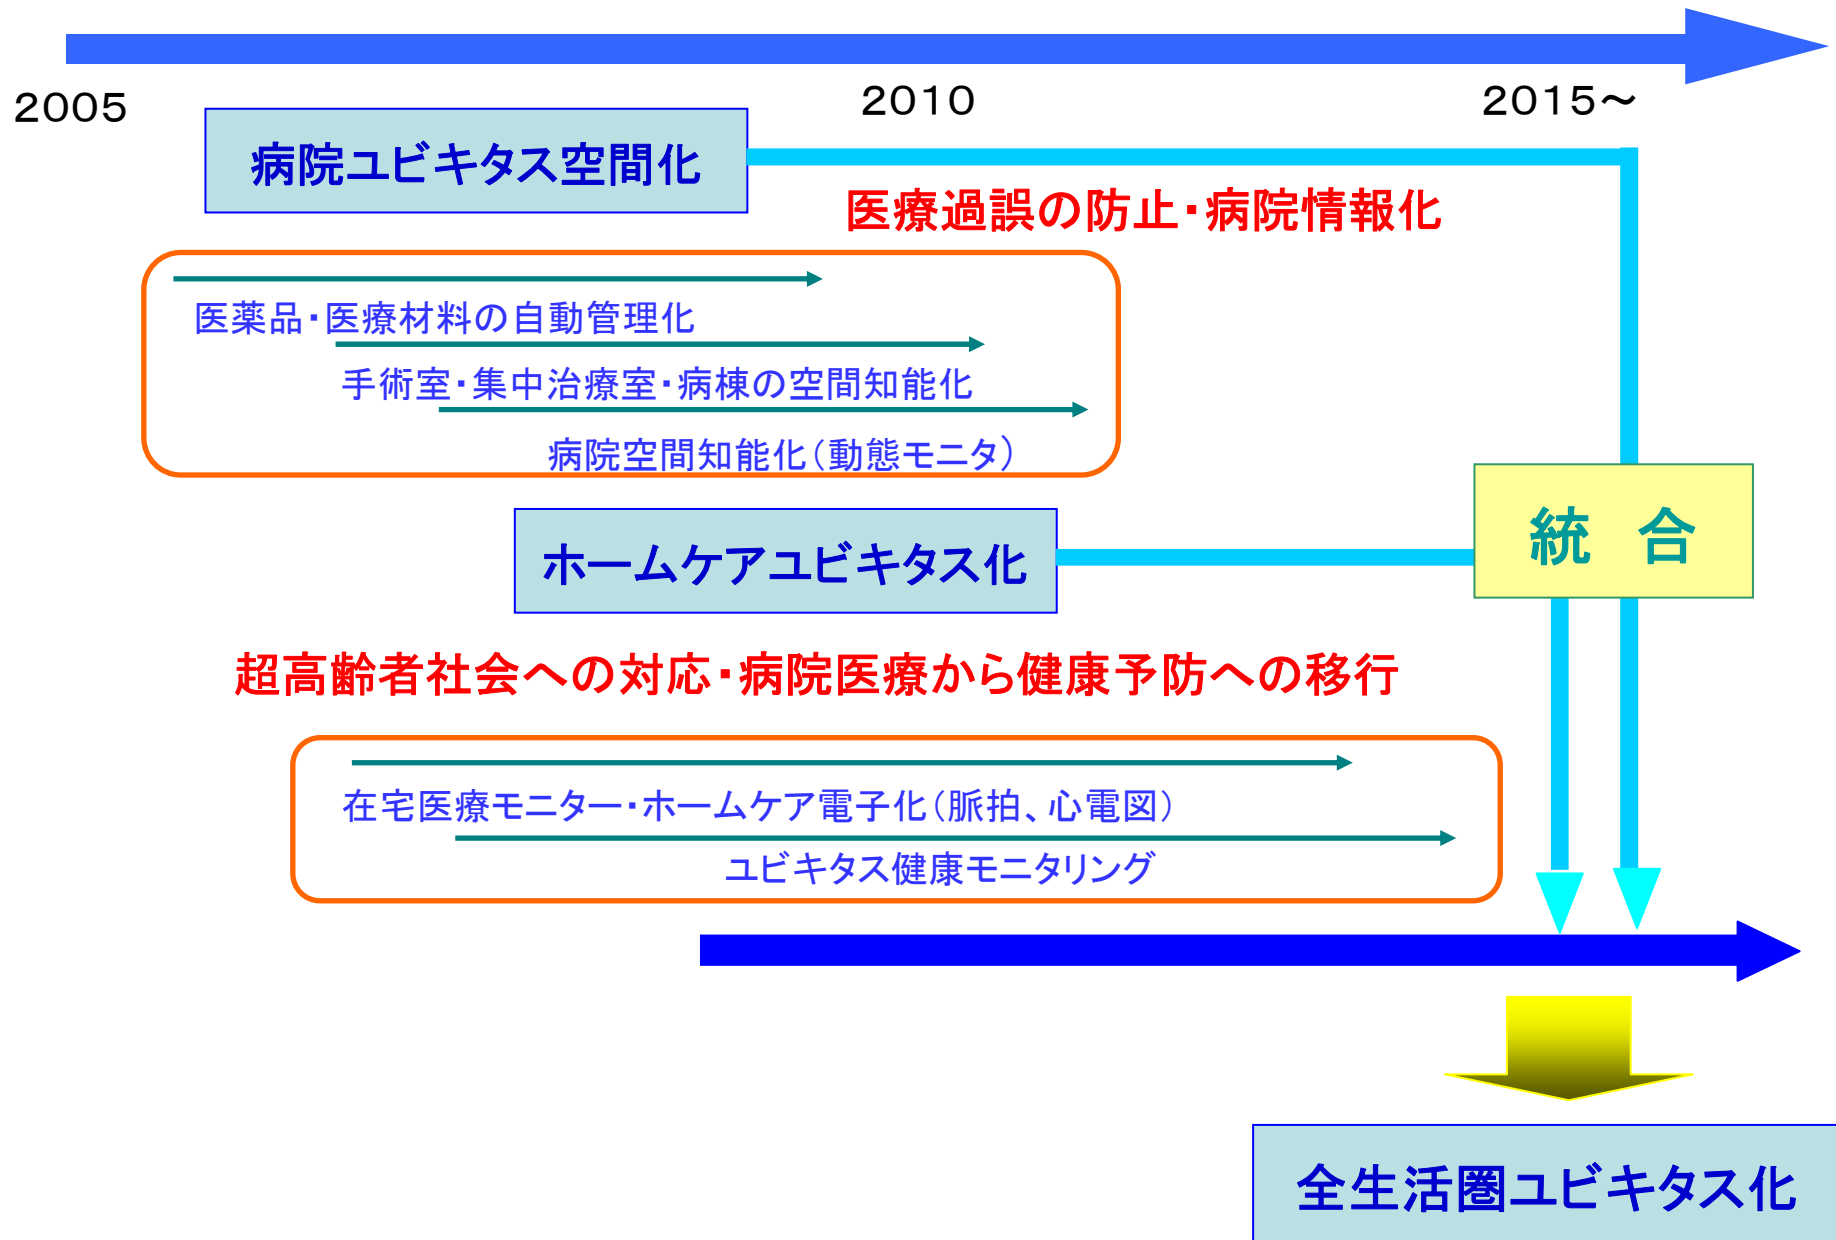 2005
2010
2015～
病院ユビキタス空間化
医療過誤の防止・病院情報化
医薬品・医療材料の自動管理化
手術室・集中治療室・病棟の空間知能化
病院空間知能化（動態モニタ）
統　合
ホームケアユビキタス化
超高齢者社会への対応・病院医療から健康予防への移行
在宅医療モニター・ホームケア電子化（脈拍、心電図）
ユビキタス健康モニタリング
全生活圏ユビキタス化